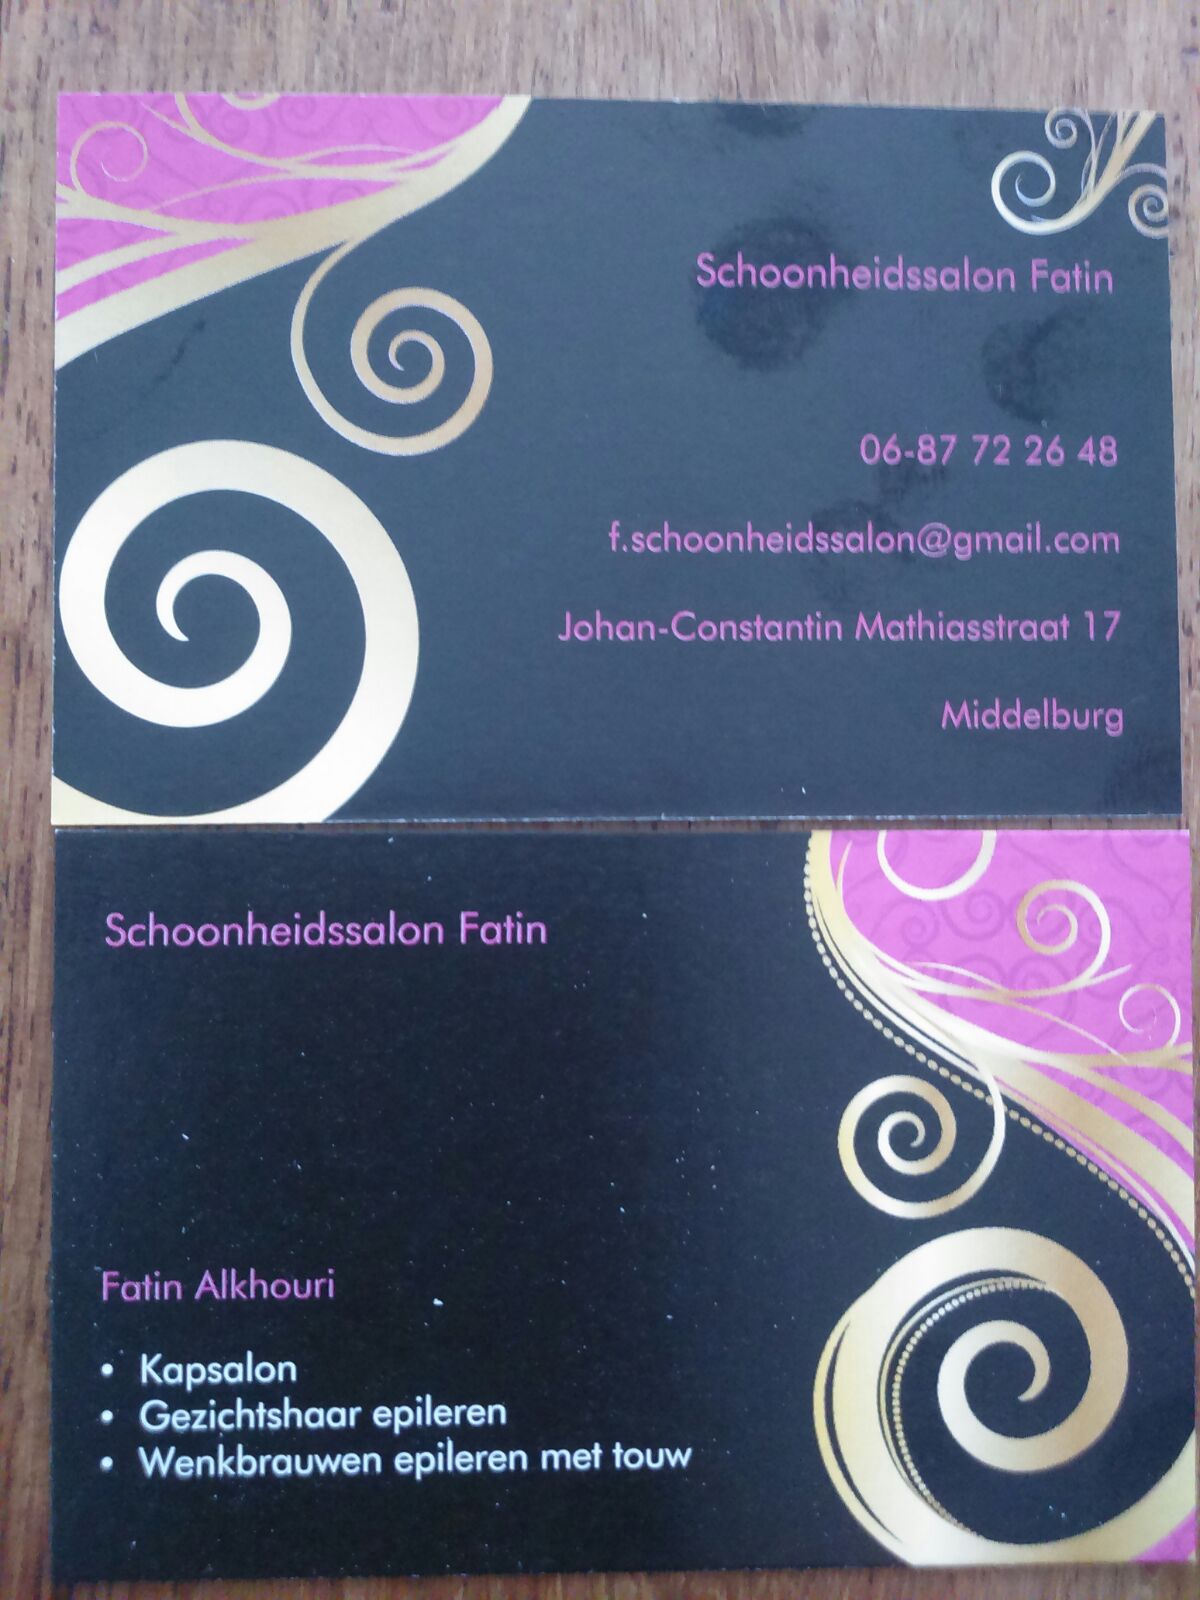 Schoonheidssalon Fatin
06-87 72 26 48
f.schoonheidssalon@gmail.com
Johan-Constantin Mathiasstraat 17
Middelburg
Schoonheidssalon Fatin
Fatin Alkhouri
• Kapsalon
• Gezichtshaar epileren
• Wenkbrauwen epileren met touw